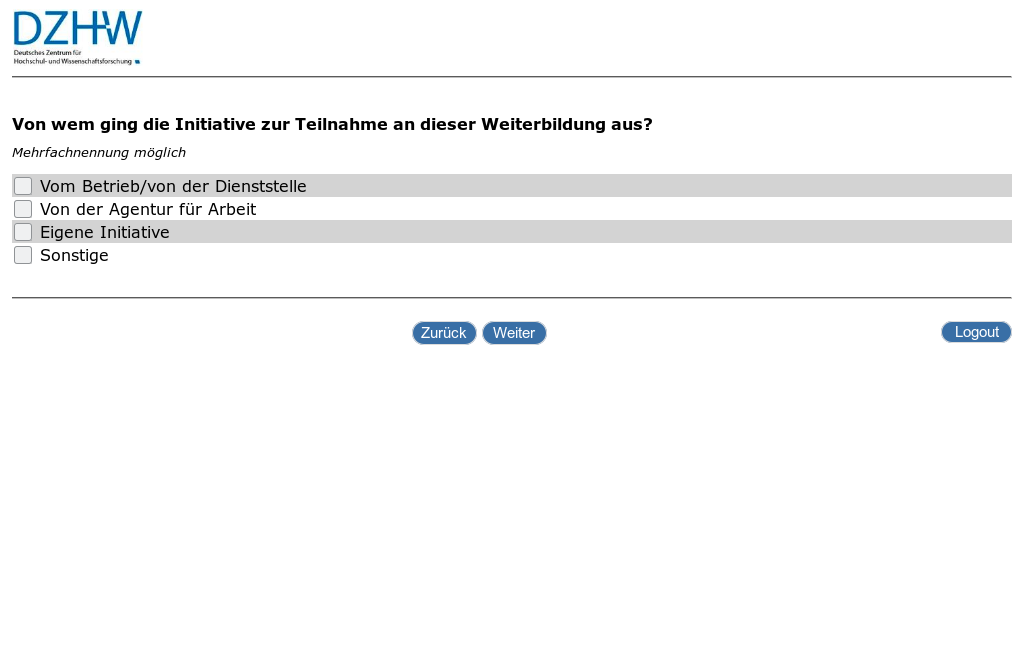 DZHW
Deutsches Zentrum für
Hochschul- und Wissenschaftsforschung
Von wem ging die Initiative zur Teilnahme an dieser Weiterbildung aus?
Mehrfachnennung möglich
Vom Betrieb/von der Dienststelle
Von der Agentur für Arbeit
Eigene Initiative
Sonstige
Zurück Weiter Logout